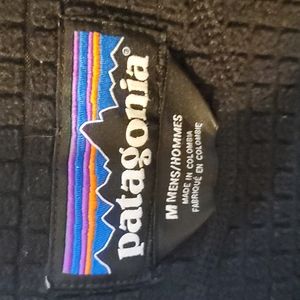 patagonia®
M MENS/HOMMES
MADE IN COLOMBIA
FABRIQUÉ EN COLOMBIE